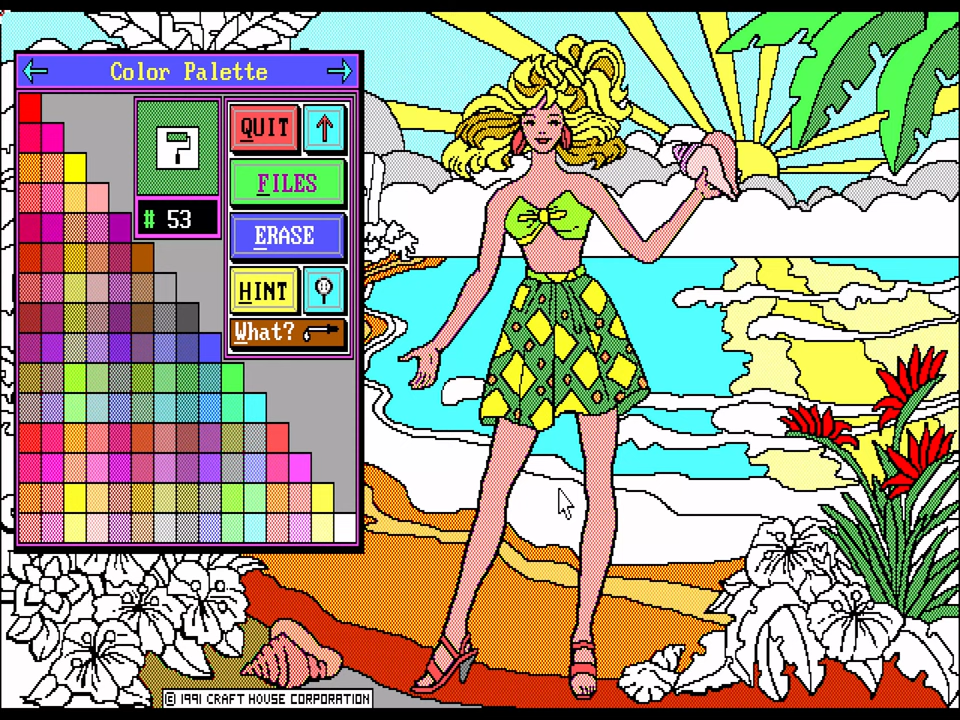 Color Palette
QUIT
FILES
# 53
ERASE
HINT
What?
© 1991 CRAFT HOUSE CORPORATION